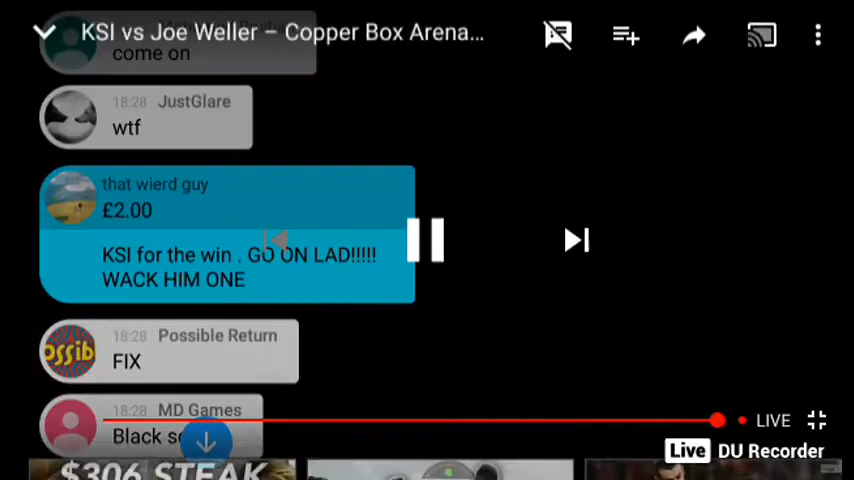 KSI vs Joe Weller – Copper Box Arena...
come on
18:28 JustGlare
wtf
that wierd guy
£2.00
KSI for the win . GO ON LAD!!!!!
WACK HIM ONE
18:28 Possible Return
ossib
FIX
18:28 MD Games
Black
LIVE
Live DU Recorder
$306 STEAK